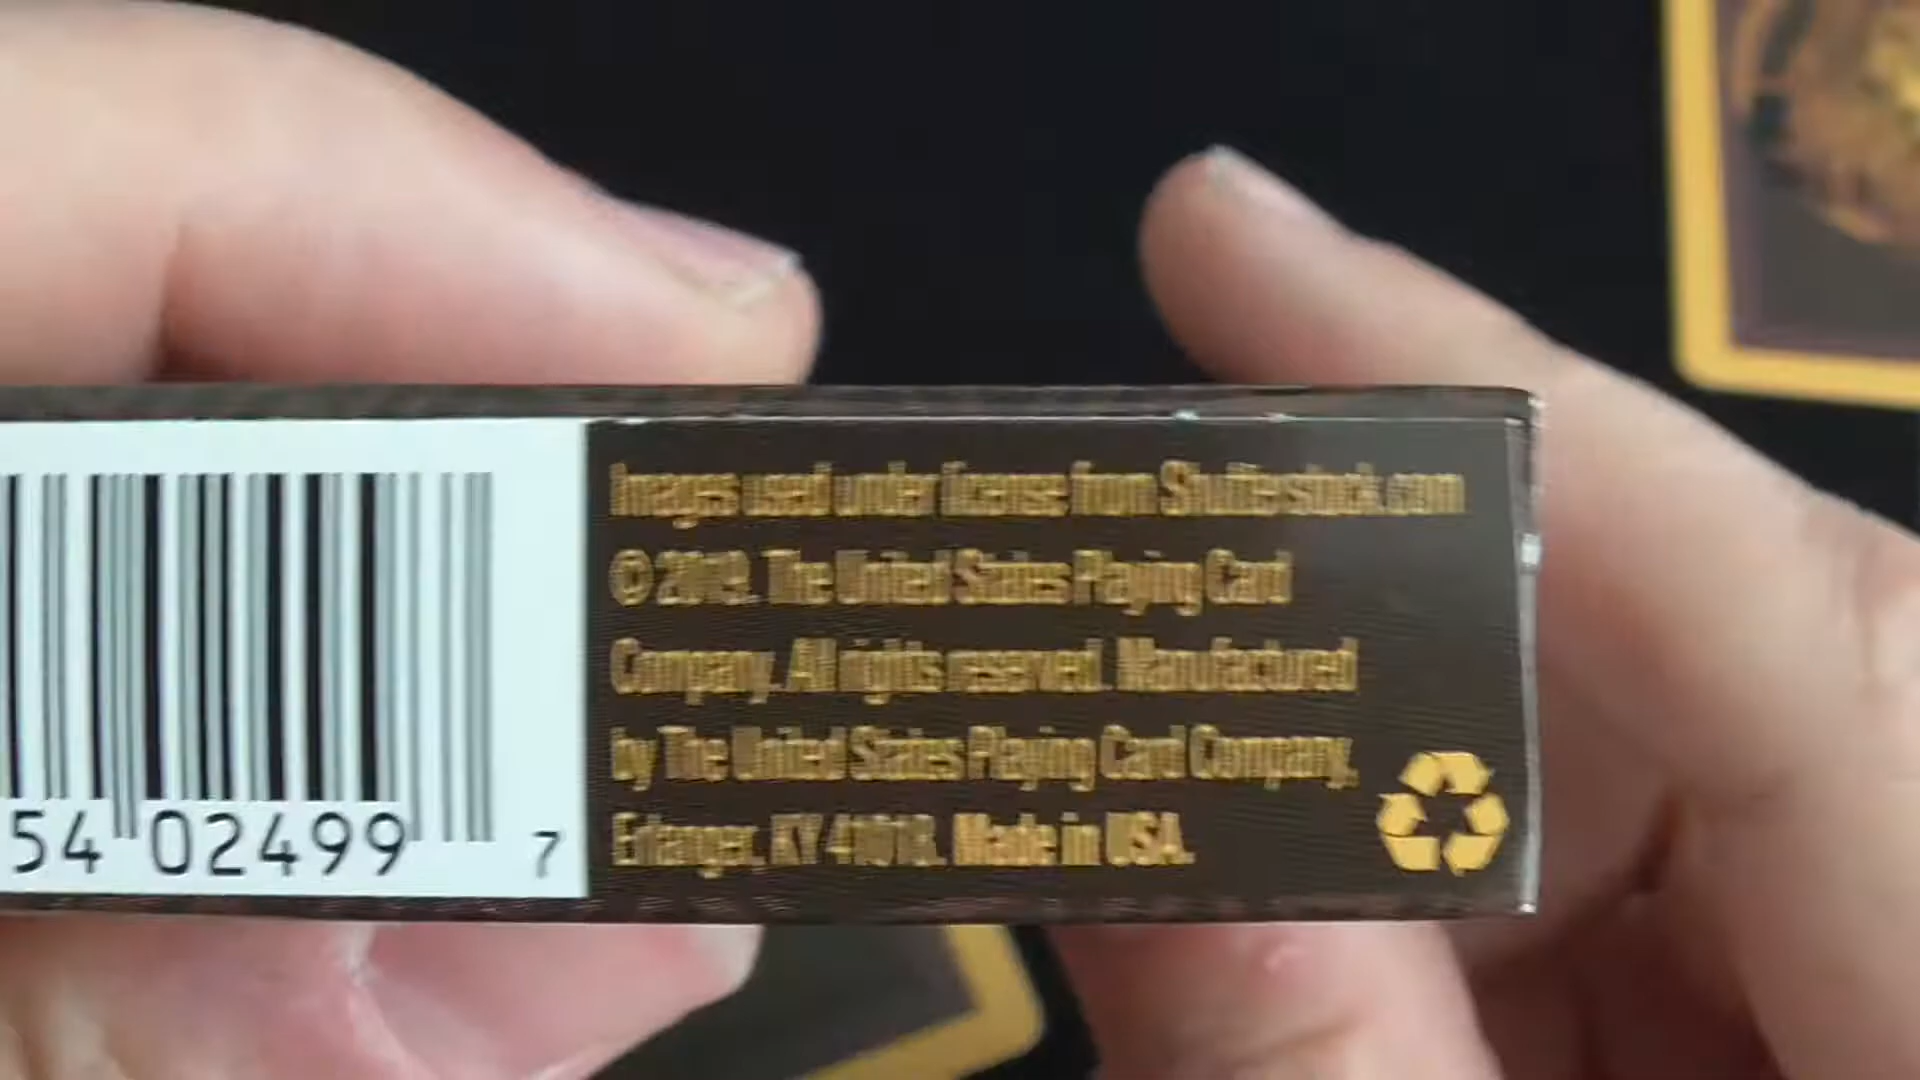 54 02499 7
Images used under license from Shutterstock.com
© 2019. The United States Playing Card
Company. All rights reserved. Manufactured
by The United States Playing Card Company,
Erlanger, KY 41018. Made in USA.